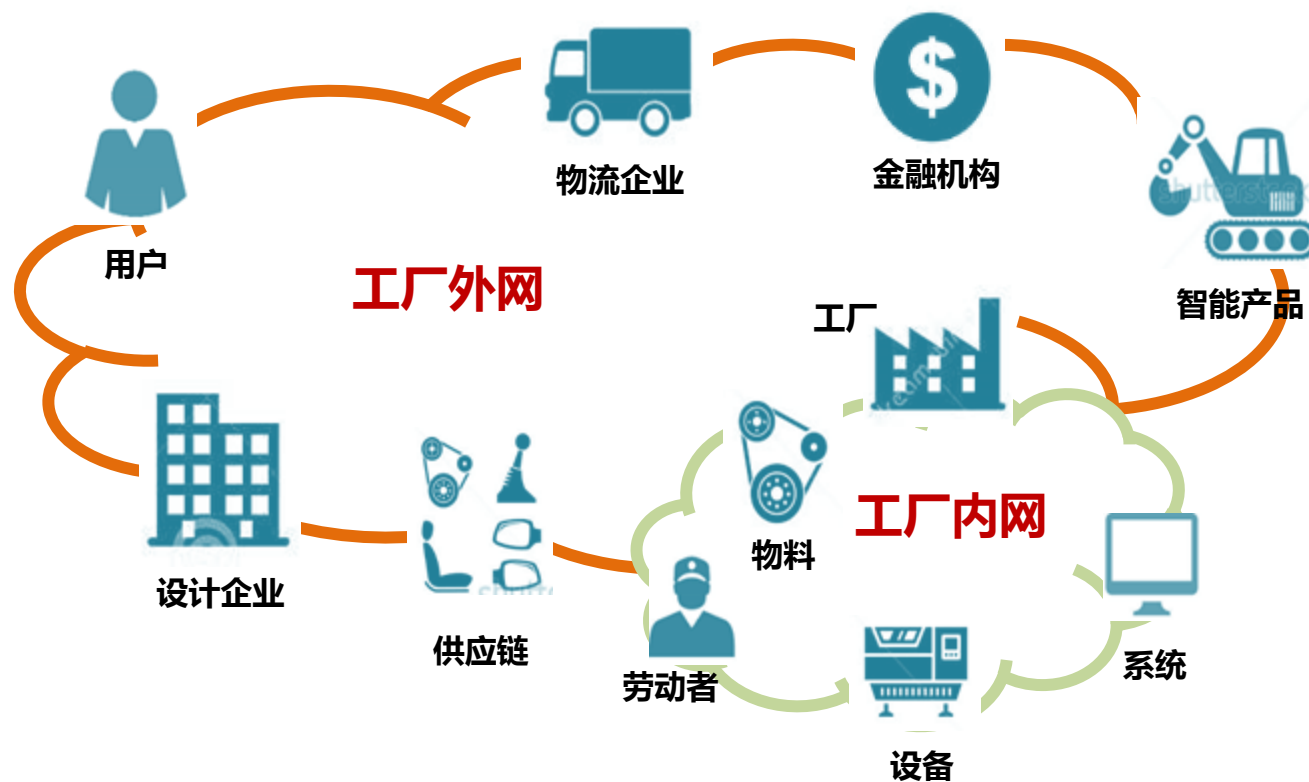 物流企业
金融机构
用户
工厂外网
智能产品
工厂
工厂内网
物料
设计企业
供应链
劳动者
系统
设备